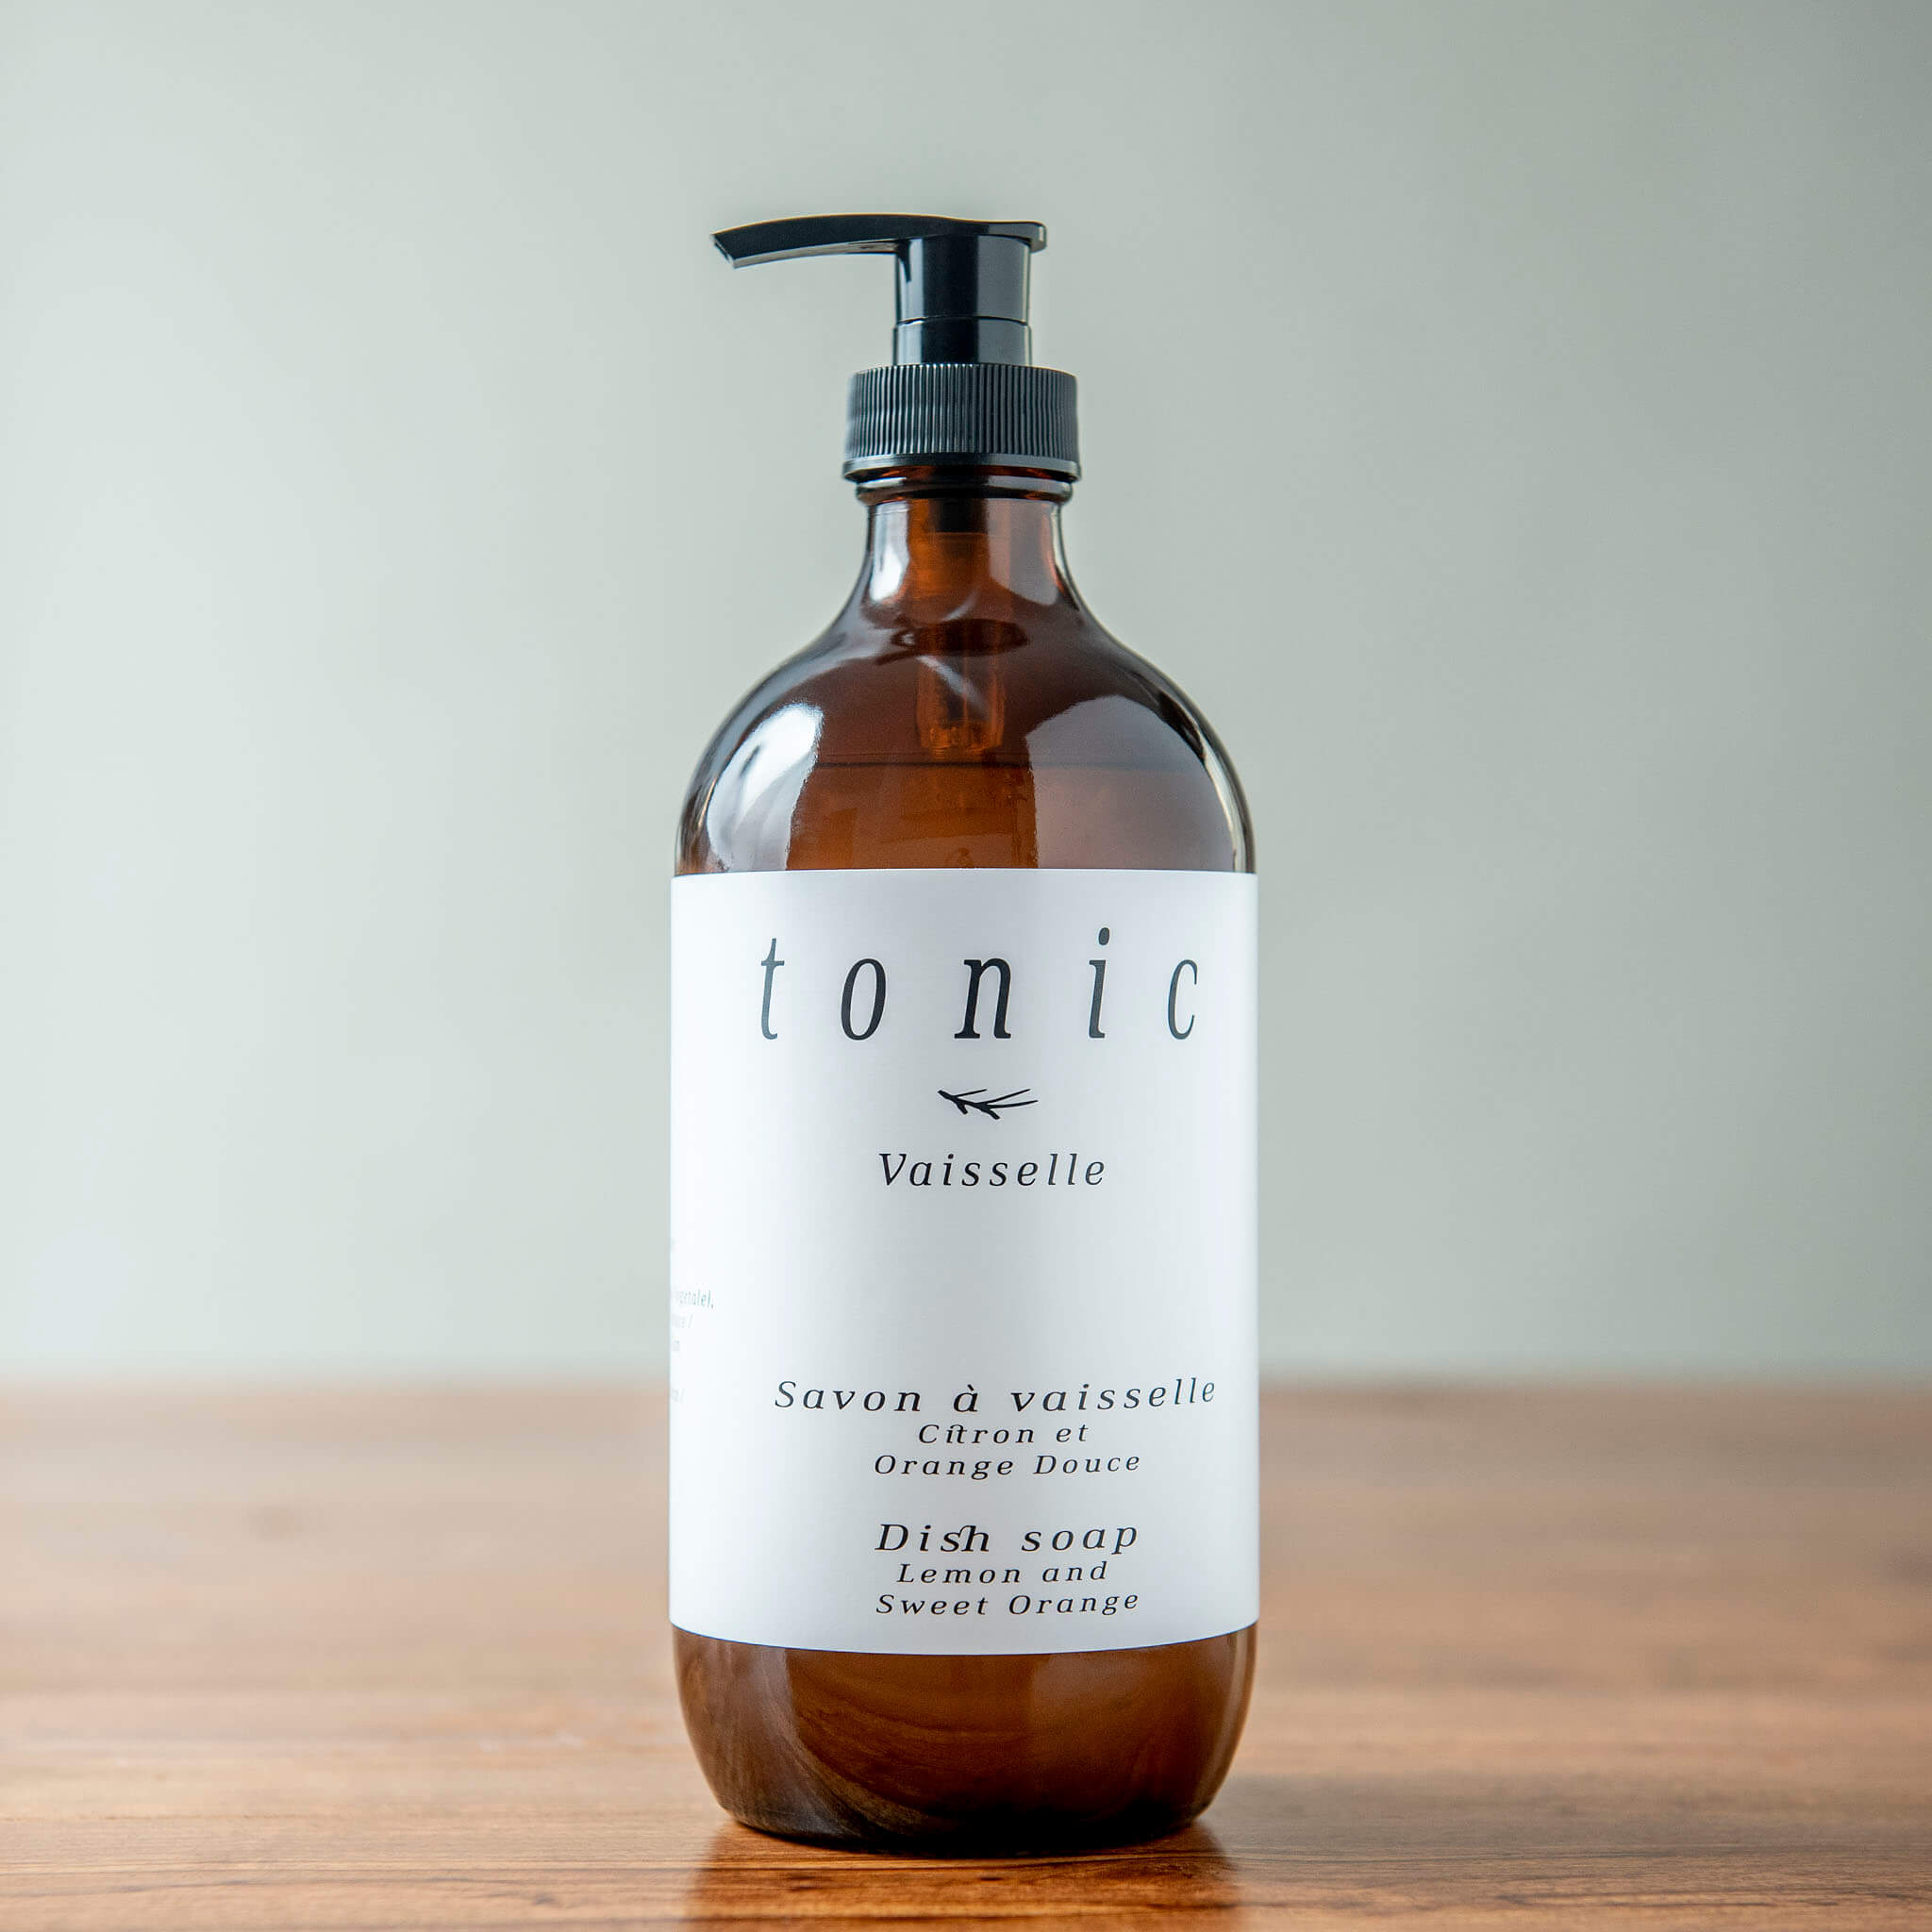 tonic
Vaisselle
Savon à vaisselle
Citron et
Orange Douce
Dish soap
Lemon and
Sweet Orange